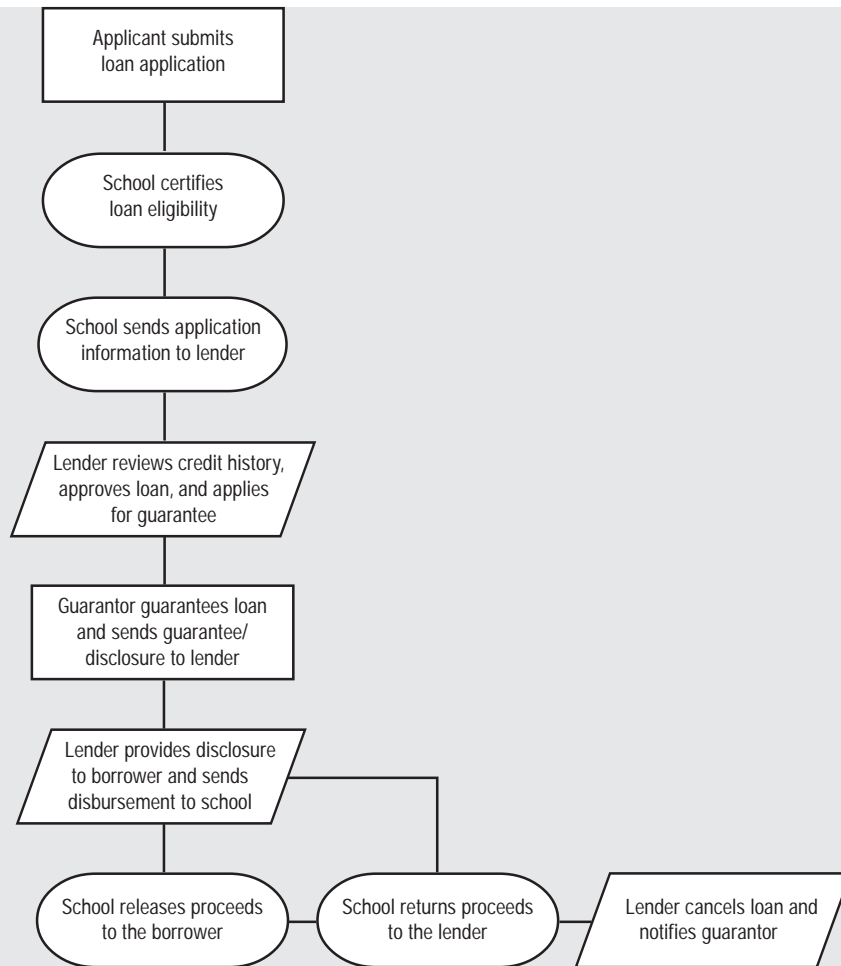 Applicant submits
loan application
School certifies
loan eligibility
School sends application
information to lender
Lender reviews credit history,
approves loan, and applies
for guarantee
Guarantor guarantees loan
and sends guarantee/
disclosure to lender
Lender provides disclosure
to borrower and sends
disbursement to school
School releases proceeds
to the borrower
School returns proceeds
to the lender
Lender cancels loan and
notifies guarantor